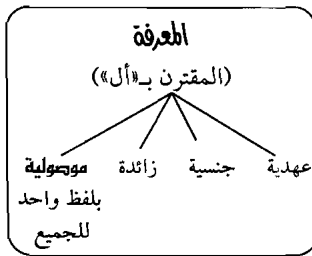 المعرفة
(المقترن بـ«أل»)
عهدية جنسية زائدة موصولية
بلفظ واحد
للجميع